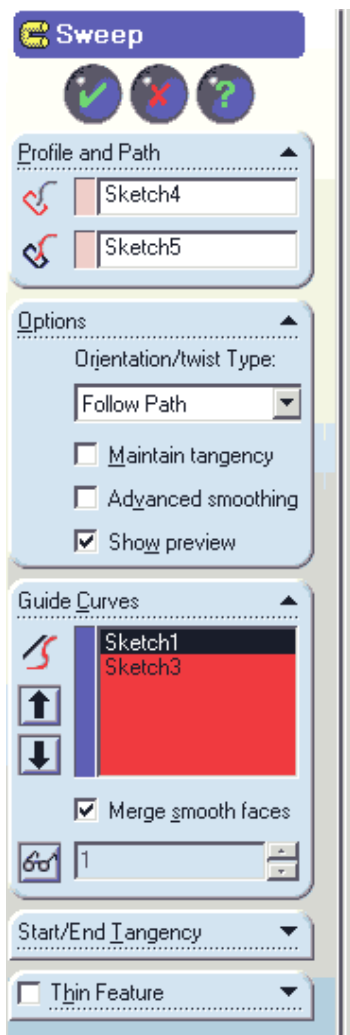 Sweep
Profile and Path
Sketch4
Sketch5
Options
Orientation/twist Type:
Follow Path
Maintain tangency
Advanced smoothing
Show preview
Guide Curves
Sketch1
Sketch3
Merge smooth faces
1
Start/End Tangency
Thin Feature